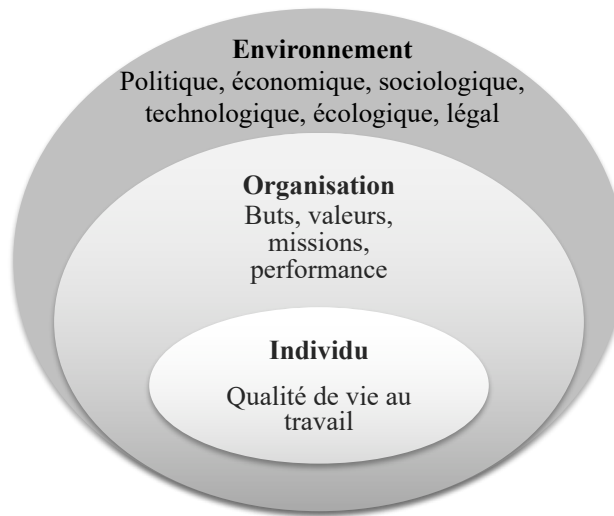 Environnement
Politique, économique, sociologique,
technologique, écologique, légal
Organisation
Buts, valeurs,
missions,
performance
Individu
Qualité de vie au
travail